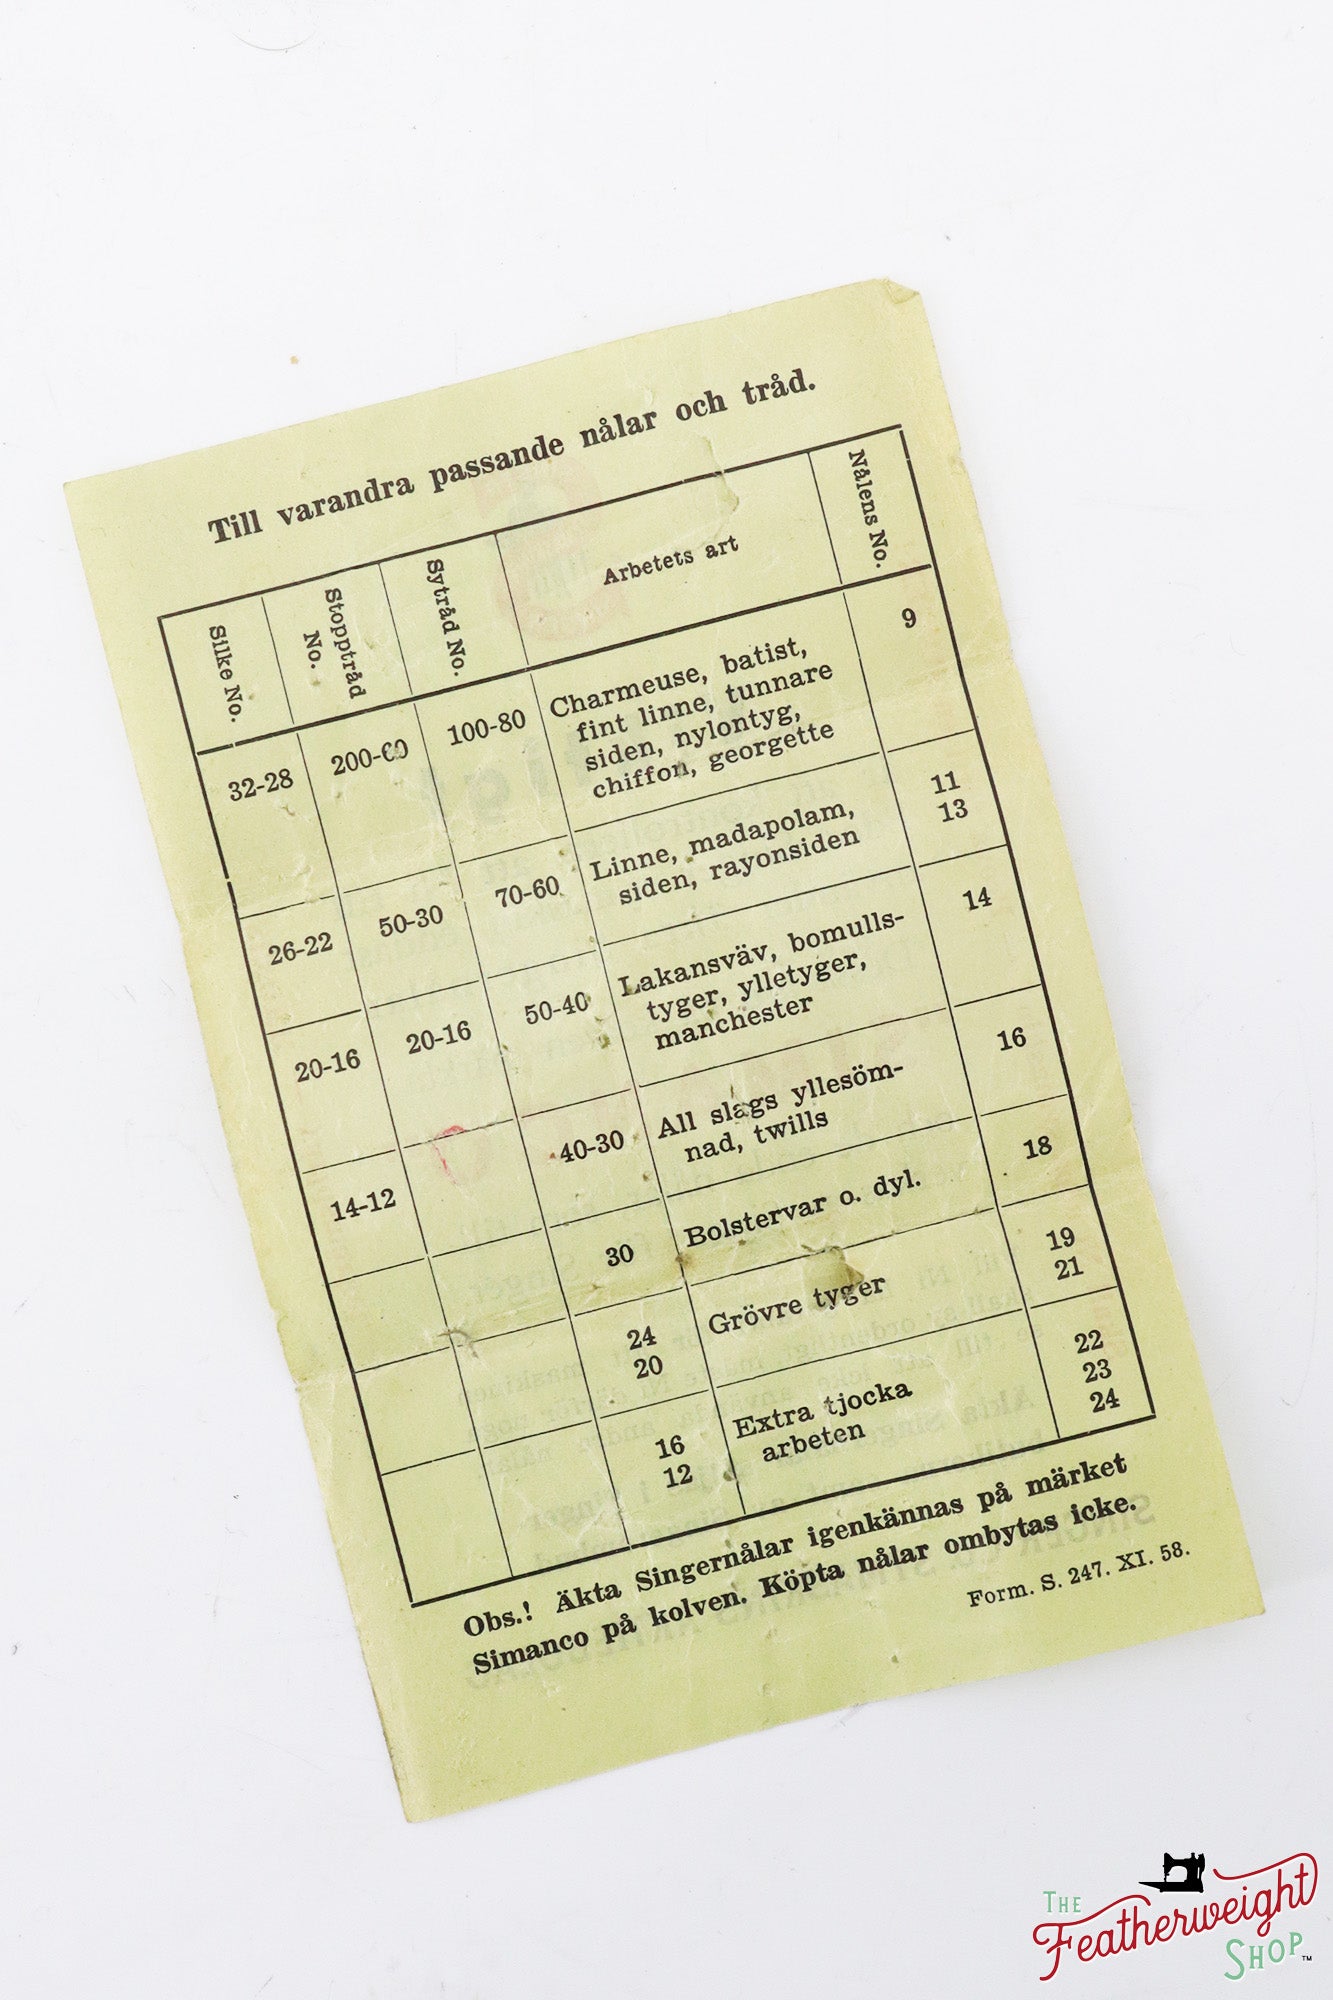 Till varandra passande nålar och tråd.
Silke No.
Stopptråd
No.
Sytråd No.
Arbetets art
Nålens No.
32-28
200-60
100-80
Charmeuse, batist,
fint linne, tunnare
siden, nylontyg,
chiffon, georgette
9
26-22
50-30
70-60
Linne, madapolam,
siden, rayonsiden
11
13
20-16
20-16
50-40
Lakansväv, bomulls-
tyger, ylletyger,
manchester
14
14-12
40-30
All slags yllesöm-
nad, twills
16
30
Bolstervar o. dyl.
18
24
20
Grövre tyger
19
21
16
12
Extra tjocka
arbeten
22
23
24
Obs.! Äkta Singernålar igenkännas på märket
Simanco på kolven. Köpta nålar ombytas icke.
Form. S. 247. XI. 58.
THE
Featherweight
SHOP™